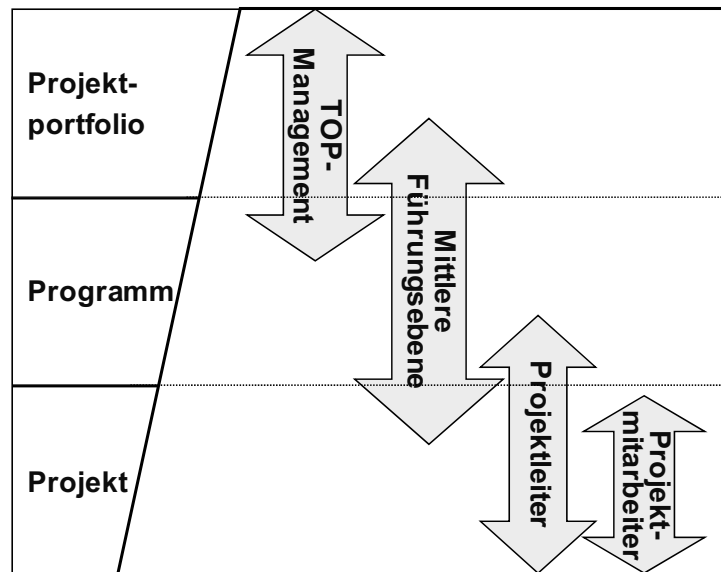 Projekt-
portfolio
Programm
Projekt
TOP-
Management
Mittlere
Führungsebene
Projektleiter
Projekt-
mitarbeiter